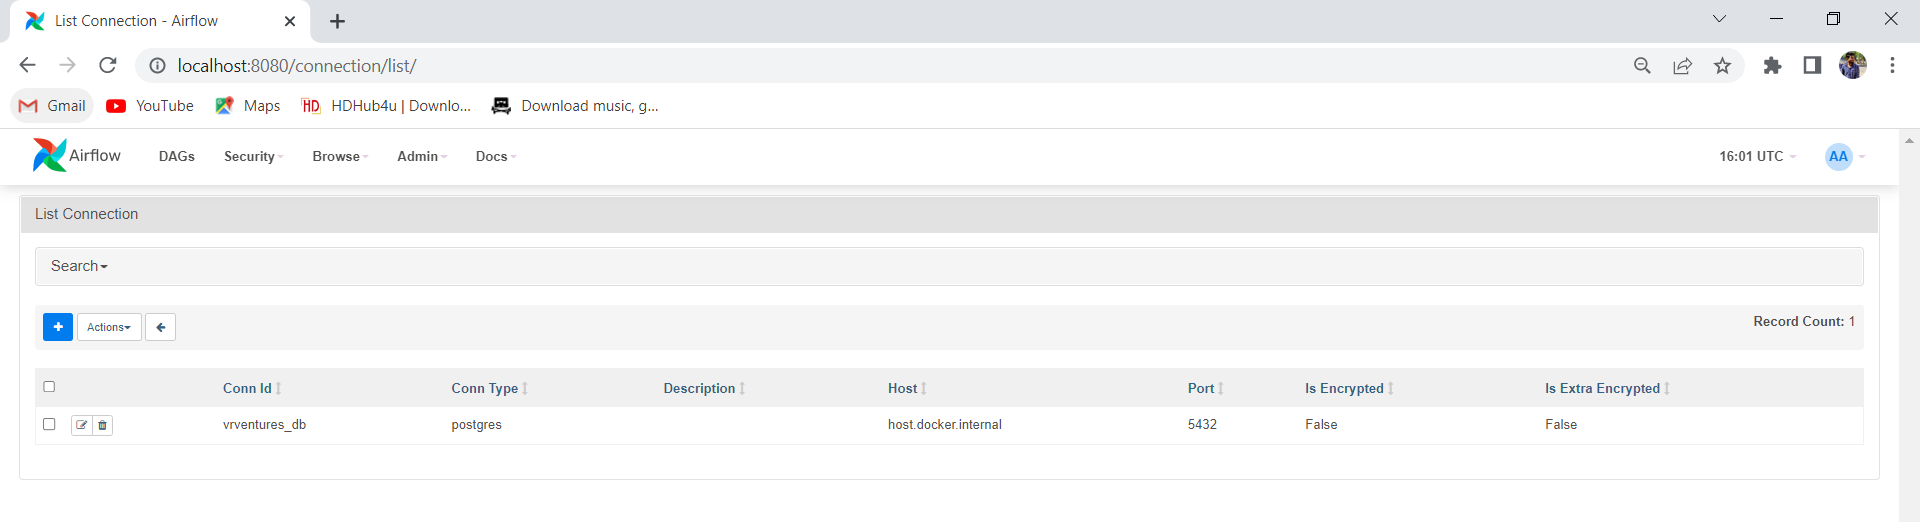 List Connection - Airflow
localhost:8080/connection/list/
Gmail YouTube Maps HD HDHub4u | Downlo... Download music, g...
Airflow DAGs Security Browse Admin Docs 16:01 UTC AA
List Connection
Search
+ Actions Record Count: 1
Conn Id Conn Type Description Host Port Is Encrypted Is Extra Encrypted
vrventures_db postgres host.docker.internal 5432 False False